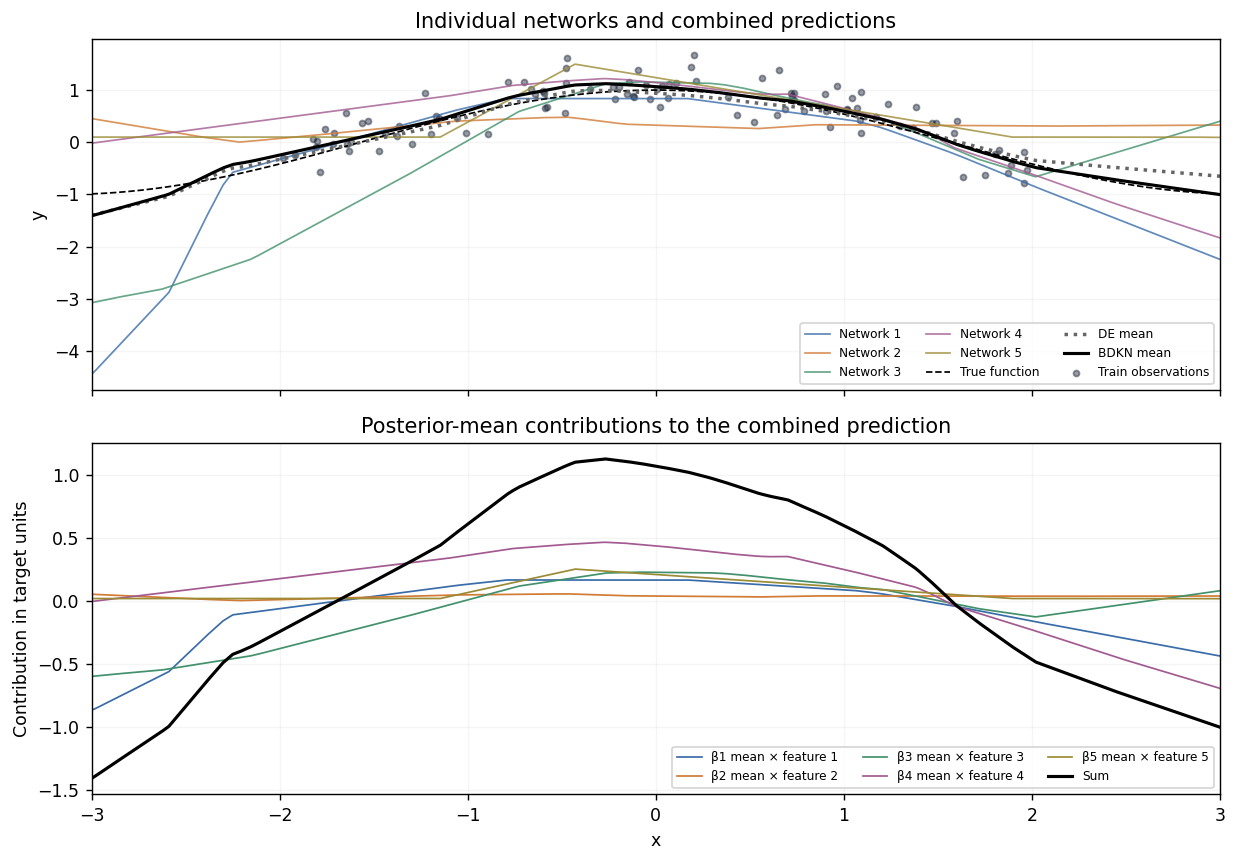 Individual networks and combined predictions
1
0
−1
−2
−3
−4
y
Network 1
Network 2
Network 3
Network 4
Network 5
True function
DE mean
BDKN mean
Train observations
Posterior-mean contributions to the combined prediction
1.0
0.5
0.0
−0.5
−1.0
−1.5
Contribution in target units
β1 mean × feature 1
β2 mean × feature 2
β3 mean × feature 3
β4 mean × feature 4
β5 mean × feature 5
Sum
−3
−2
−1
0
1
2
3
x